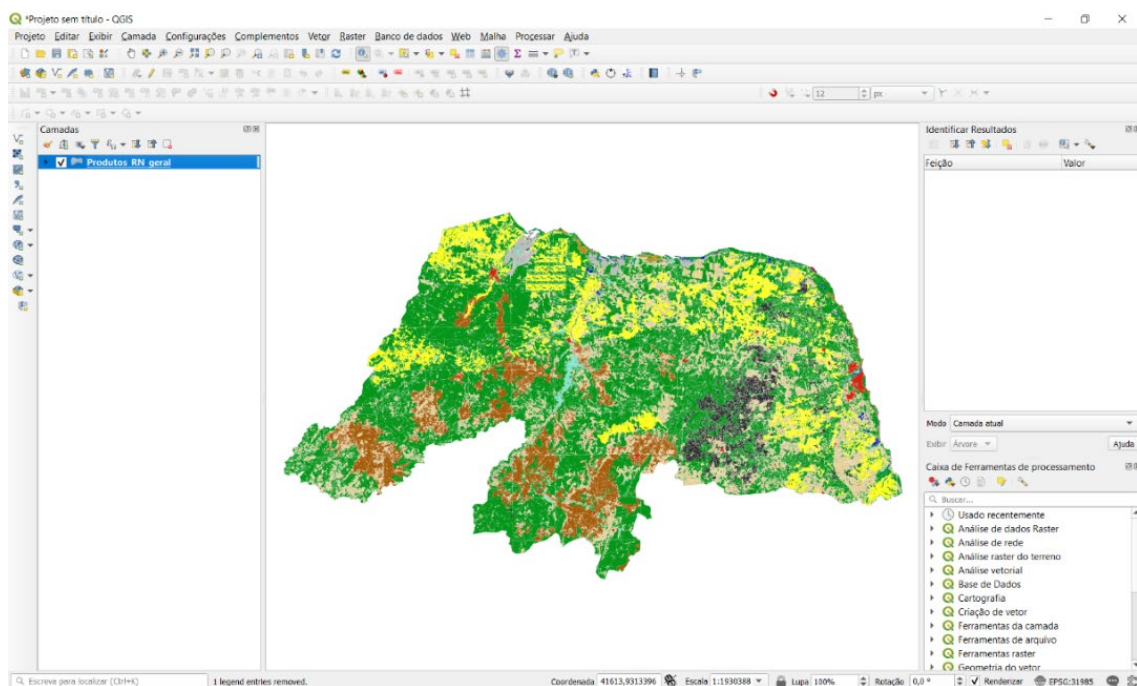 *Projeto sem título - QGIS
Projeto Editar Exibir Camada Configurações Complementos Vetor Raster Banco de dados Web Malha Processar Ajuda
12 px
Camadas
Produtos_RN_geral
Identificar Resultados
Feição Valor
Modo Camada atual
Exibir Árvore Ajuda
Caixa de Ferramentas de processamento
Buscar...
Usado recentemente
Análise de dados Raster
Análise de rede
Análise raster do terreno
Análise vetorial
Base de Dados
Cartografia
Criação de vetor
Ferramentas da camada
Ferramentas de arquivo
Ferramentas raster
Geometria do vetor
Escreva para localizar (Ctrl+K) 1 legend entries removed. Coordenada 41613,9313396 Escala 1:1930388 Lupa 100% Rotação 0,0 ° Renderizar EPSG:31985